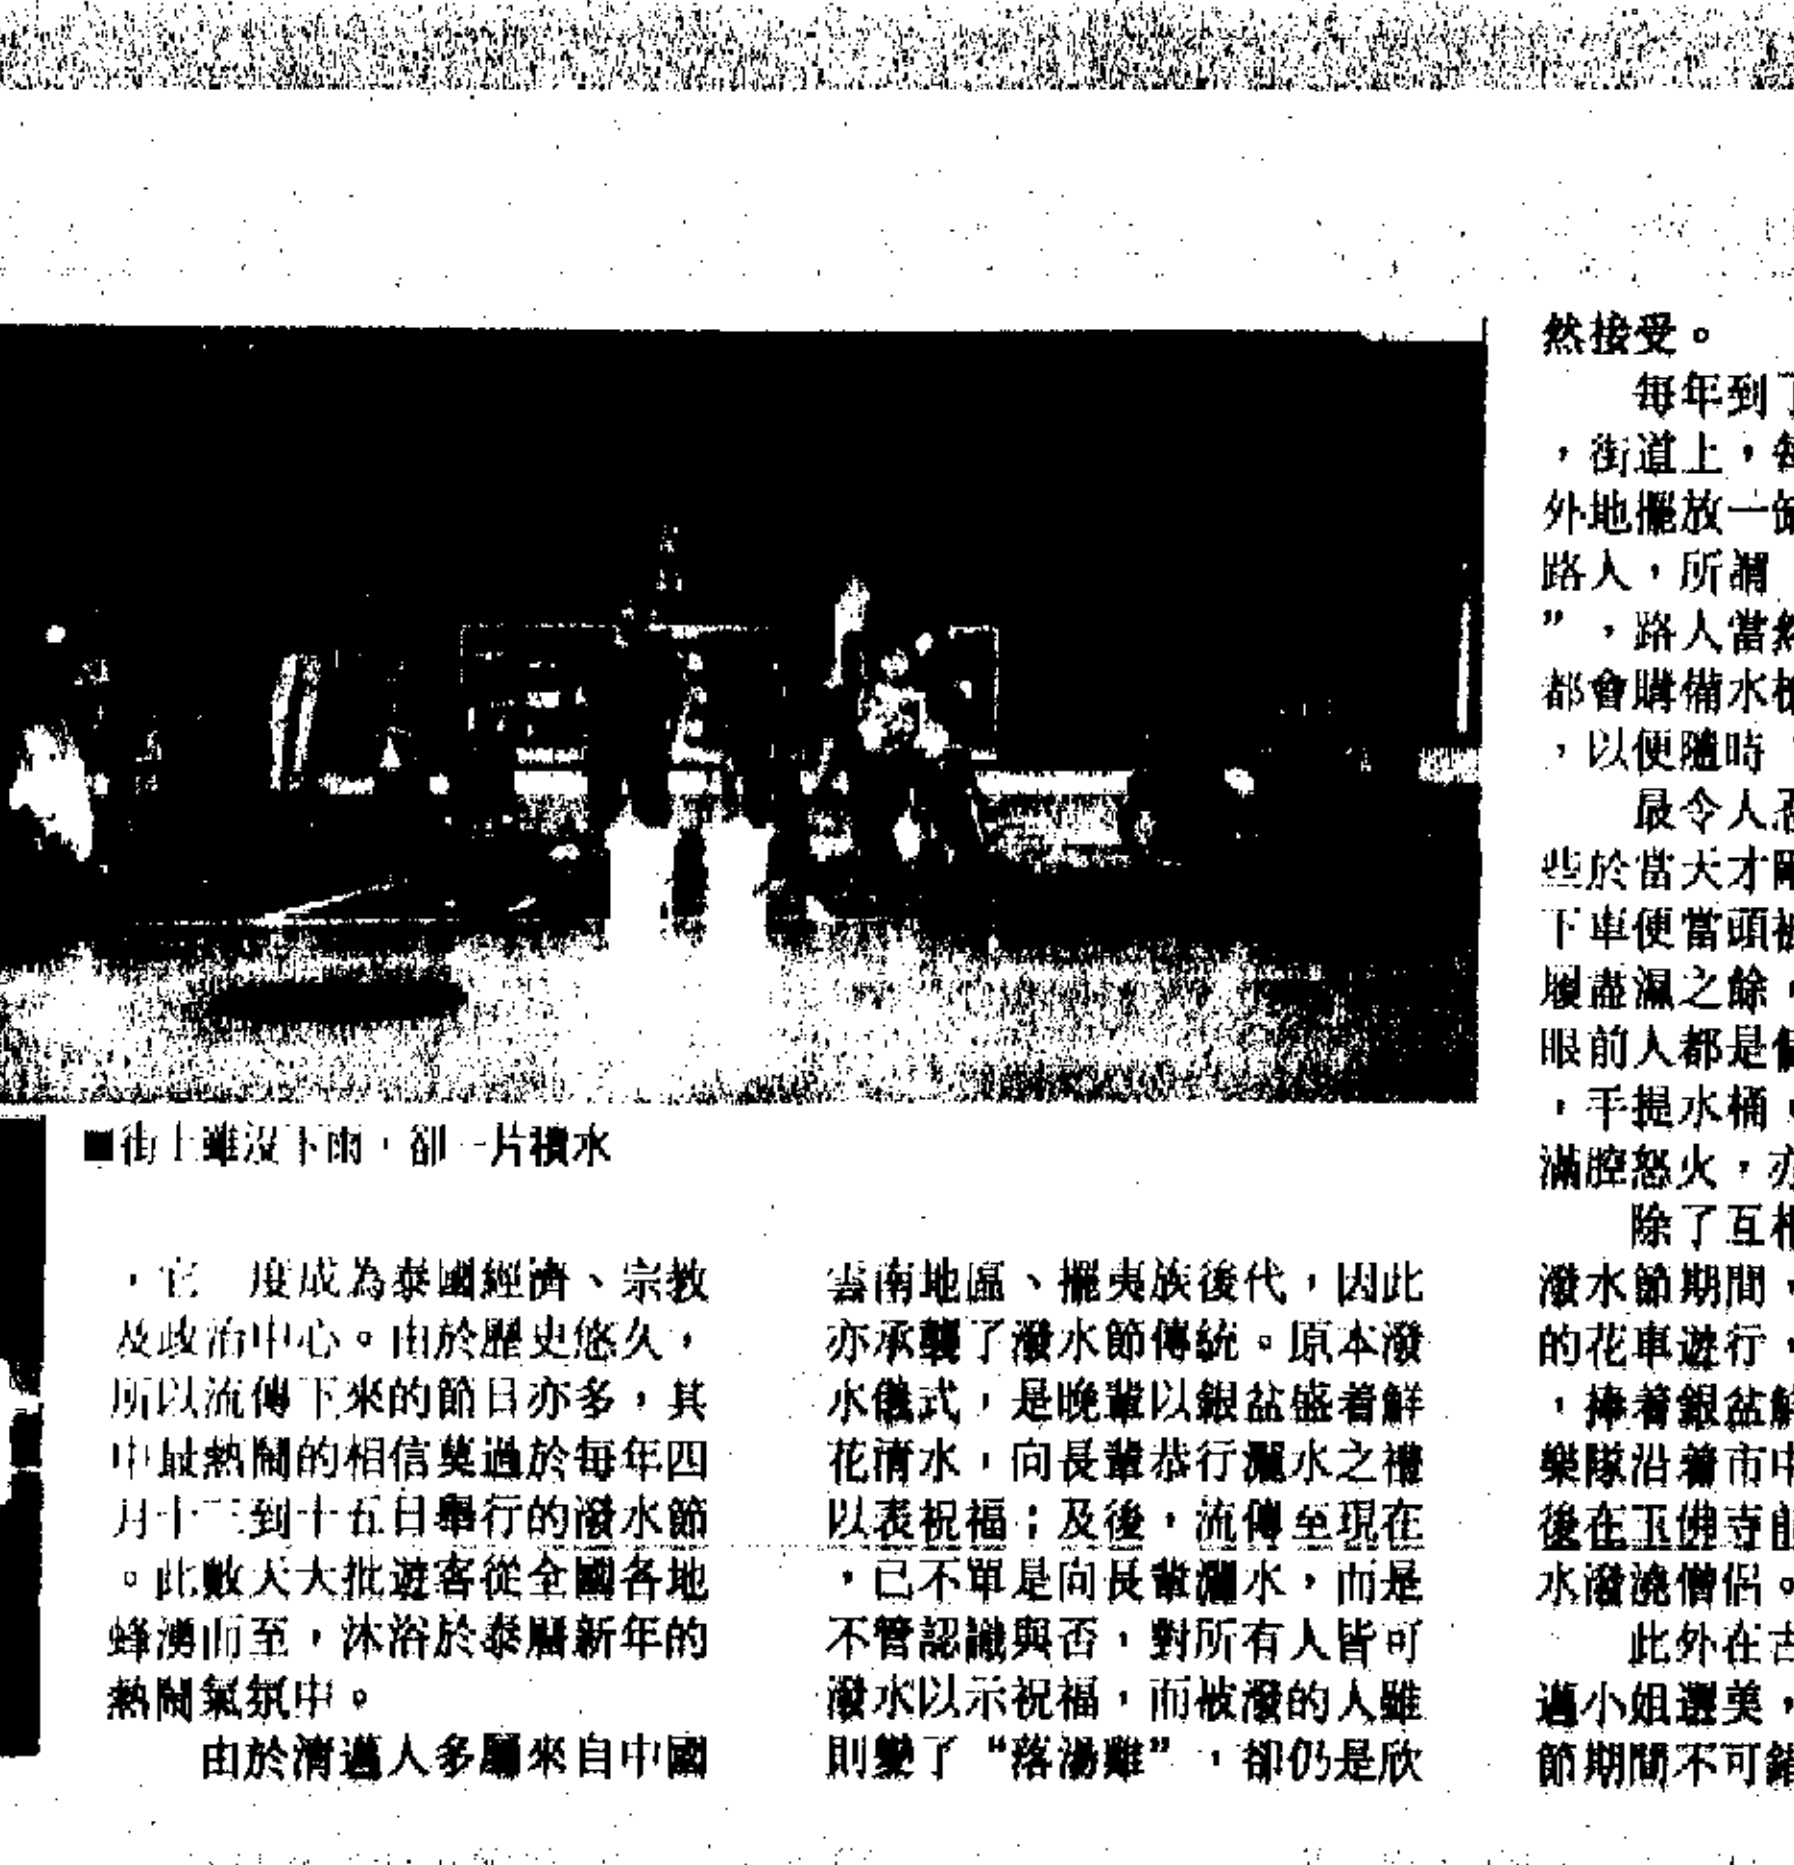 ■街上雖沒下雨，卻一片積水
，它 度成為泰國經濟、宗教
及政治中心。由於歷史悠久，
所以流傳下來的節日亦多，其
中最熱鬧的相信莫過於每年四
月十三到十五日舉行的潑水節
。此數天大批遊客從全國各地
蜂湧而至，沐浴於泰曆新年的
熱鬧氣氛中。
由於清邁人多屬來自中國
雲南地區、擺夷族後代，因此
亦承襲了潑水節傳統。原本潑
水儀式，是晚輩以銀盆盛着鮮
花清水，向長輩恭行灑水之禮
以表祝福；及後，流傳至現在
，已不單是向長輩灑水，而是
不管認識與否，對所有人皆可
潑水以示祝福，而被潑的人雖
則變了“落湯雞”，卻仍是欣
然接受。
每年到了
，街道上，每
外地擺放一
路人，所謂
”，路人當然
都會購備水
，以便隨時
最令人忍
些於當天才
下車便當頭被
履盡濕之餘，
眼前人都是
，手提水桶，
滿腔怒火，亦
除了互相
潑水節期間，
的花車遊行，
，捧着銀盆鮮
樂隊沿着市中
後在玉佛寺前
水潑澆僧侶。
此外在古
邁小姐選美，
節期間不可錯